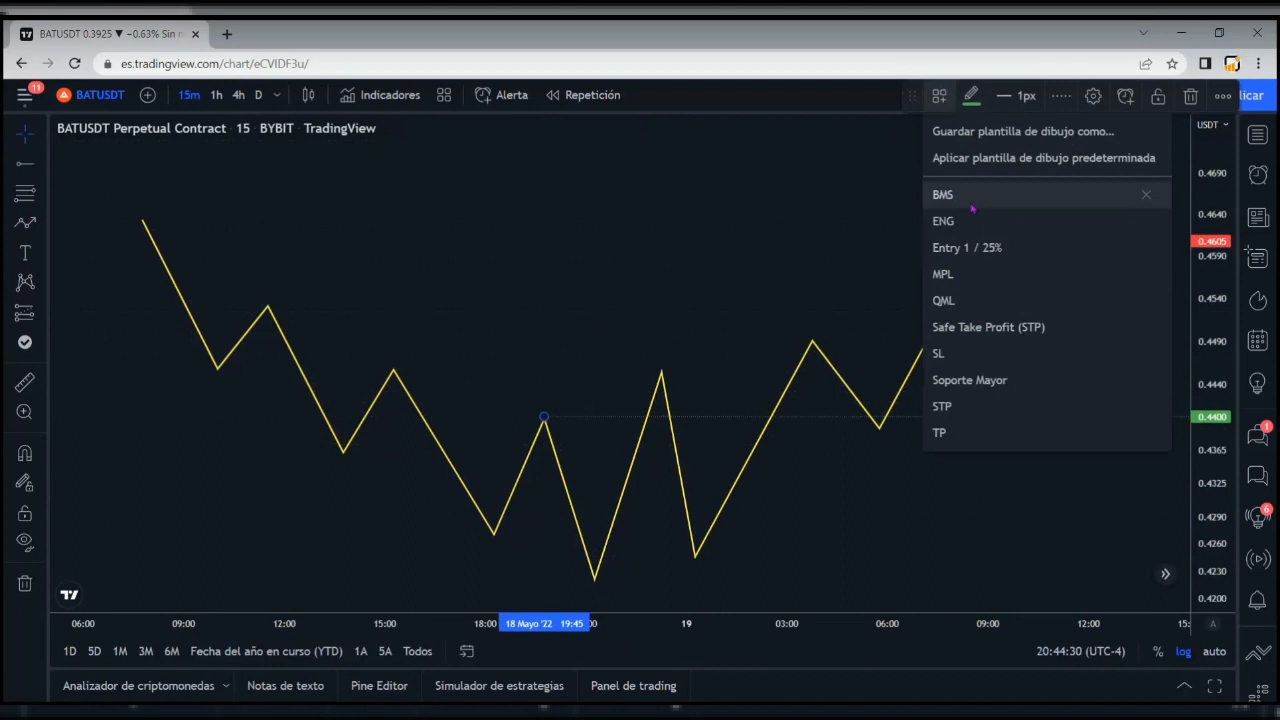 BATUSDT 0.3925 ▼ −0.63% Sin n
es.tradingview.com/chart/eCVIDF3u/
11
BATUSDT
15m 1h 4h D
Indicadores
Alerta
Repetición
1px
licar
BATUSDT Perpetual Contract · 15 · BYBIT · TradingView
Guardar plantilla de dibujo como...
Aplicar plantilla de dibujo predeterminada
BMS
ENG
Entry 1 / 25%
MPL
QML
Safe Take Profit (STP)
SL
Soporte Mayor
STP
TP
USDT
0.4690
0.4640
0.4605
0.4590
0.4540
0.4490
0.4440
0.4400
0.4365
0.4325
0.4290
0.4260
0.4230
0.4200
1
6
06:00 09:00 12:00 15:00 18:00 18 Mayo '22 19:45 19 03:00 06:00 09:00 12:00 15:
A
1D 5D 1M 3M 6M Fecha del año en curso (YTD) 1A 5A Todos
20:44:30 (UTC-4) % log auto
Analizador de criptomonedas Notas de texto Pine Editor Simulador de estrategias Panel de trading